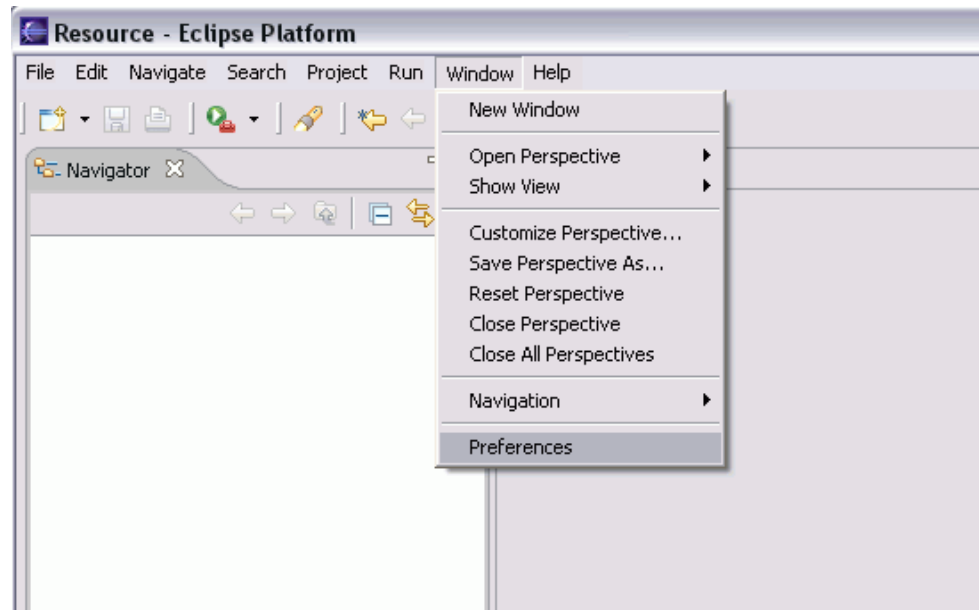 Resource - Eclipse Platform
File Edit Navigate Search Project Run Window Help
New Window
Navigator
Open Perspective
Show View
Customize Perspective...
Save Perspective As...
Reset Perspective
Close Perspective
Close All Perspectives
Navigation
Preferences